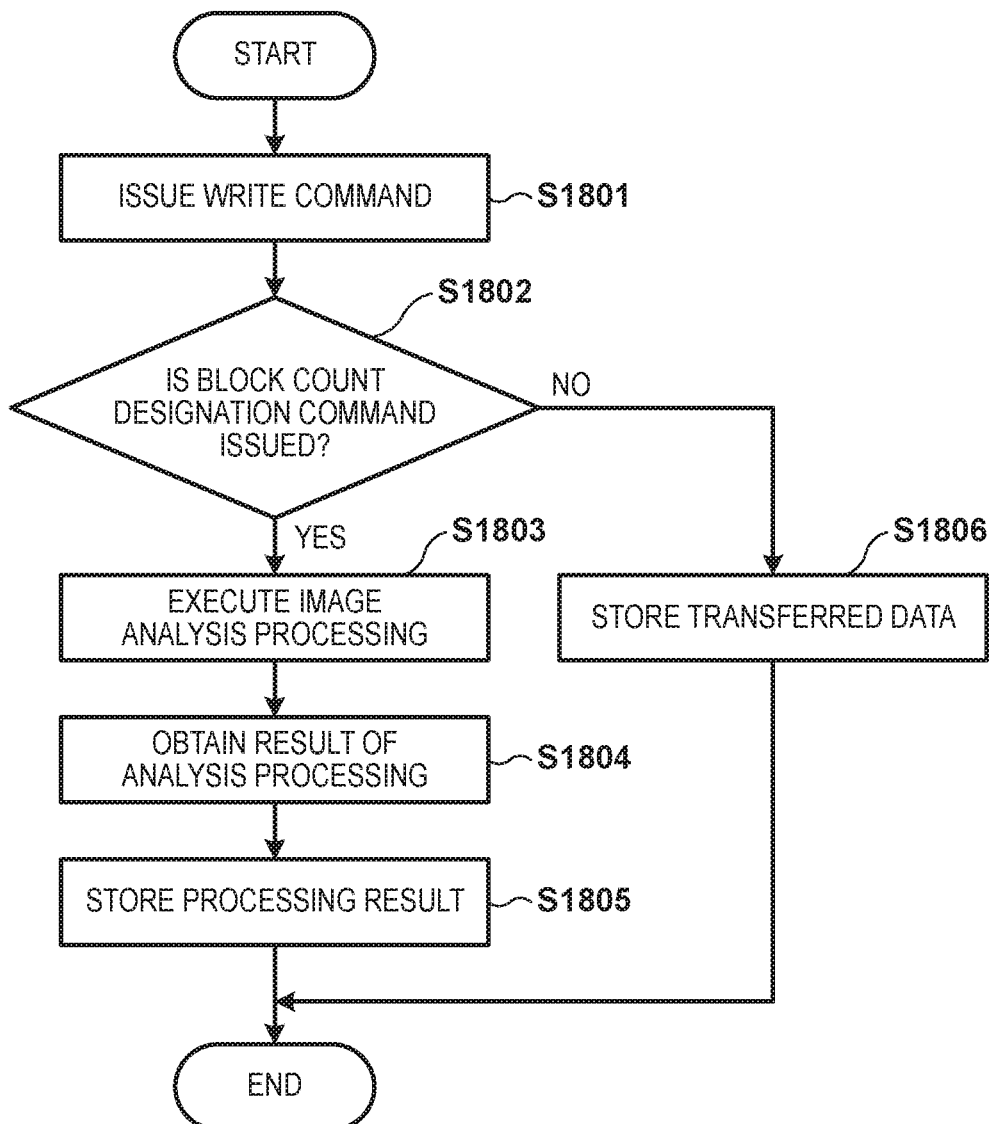 START
ISSUE WRITE COMMAND
S1801
S1802
IS BLOCK COUNT
DESIGNATION COMMAND
ISSUED?
NO
YES
S1803
S1806
EXECUTE IMAGE
ANALYSIS PROCESSING
STORE TRANSFERRED DATA
OBTAIN RESULT OF
ANALYSIS PROCESSING
S1804
STORE PROCESSING RESULT
S1805
END